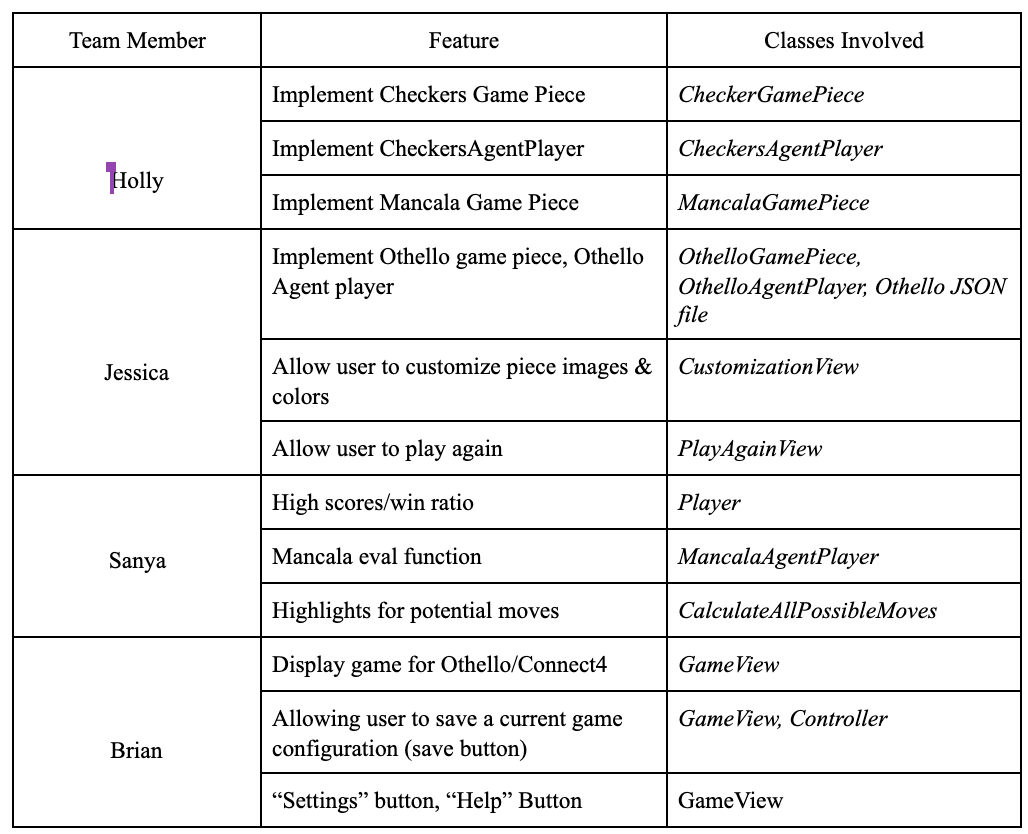 Team Member Feature Classes Involved
Holly
Implement Checkers Game Piece CheckerGamePiece
Implement CheckersAgentPlayer CheckersAgentPlayer
Implement Mancala Game Piece MancalaGamePiece
Jessica
Implement Othello game piece, Othello
Agent player
OthelloGamePiece,
OthelloAgentPlayer, Othello JSON
file
Allow user to customize piece images &
colors
CustomizationView
Allow user to play again PlayAgainView
Sanya
High scores/win ratio Player
Mancala eval function MancalaAgentPlayer
Highlights for potential moves CalculateAllPossibleMoves
Brian
Display game for Othello/Connect4 GameView
Allowing user to save a current game
configuration (save button)
GameView, Controller
“Settings” button, “Help” Button GameView